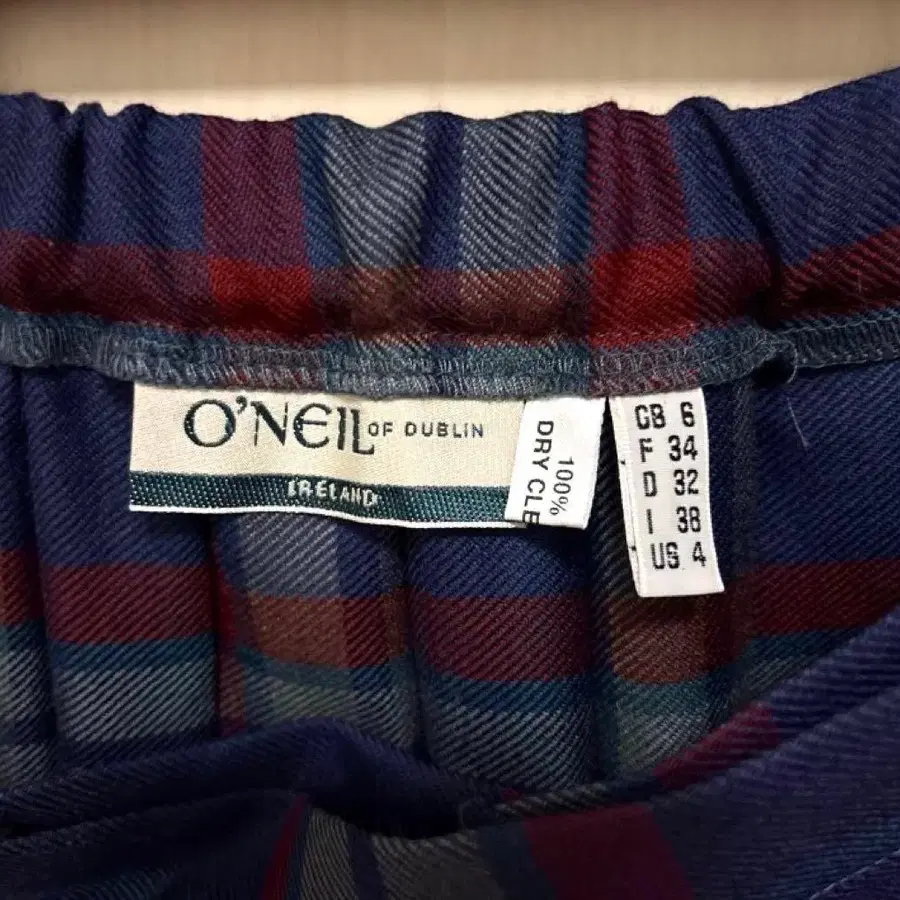 O'NEIL OF DUBLIN
IRELAND
100%
DRY CLE
GB 6
F 34
D 32
I 38
US 4